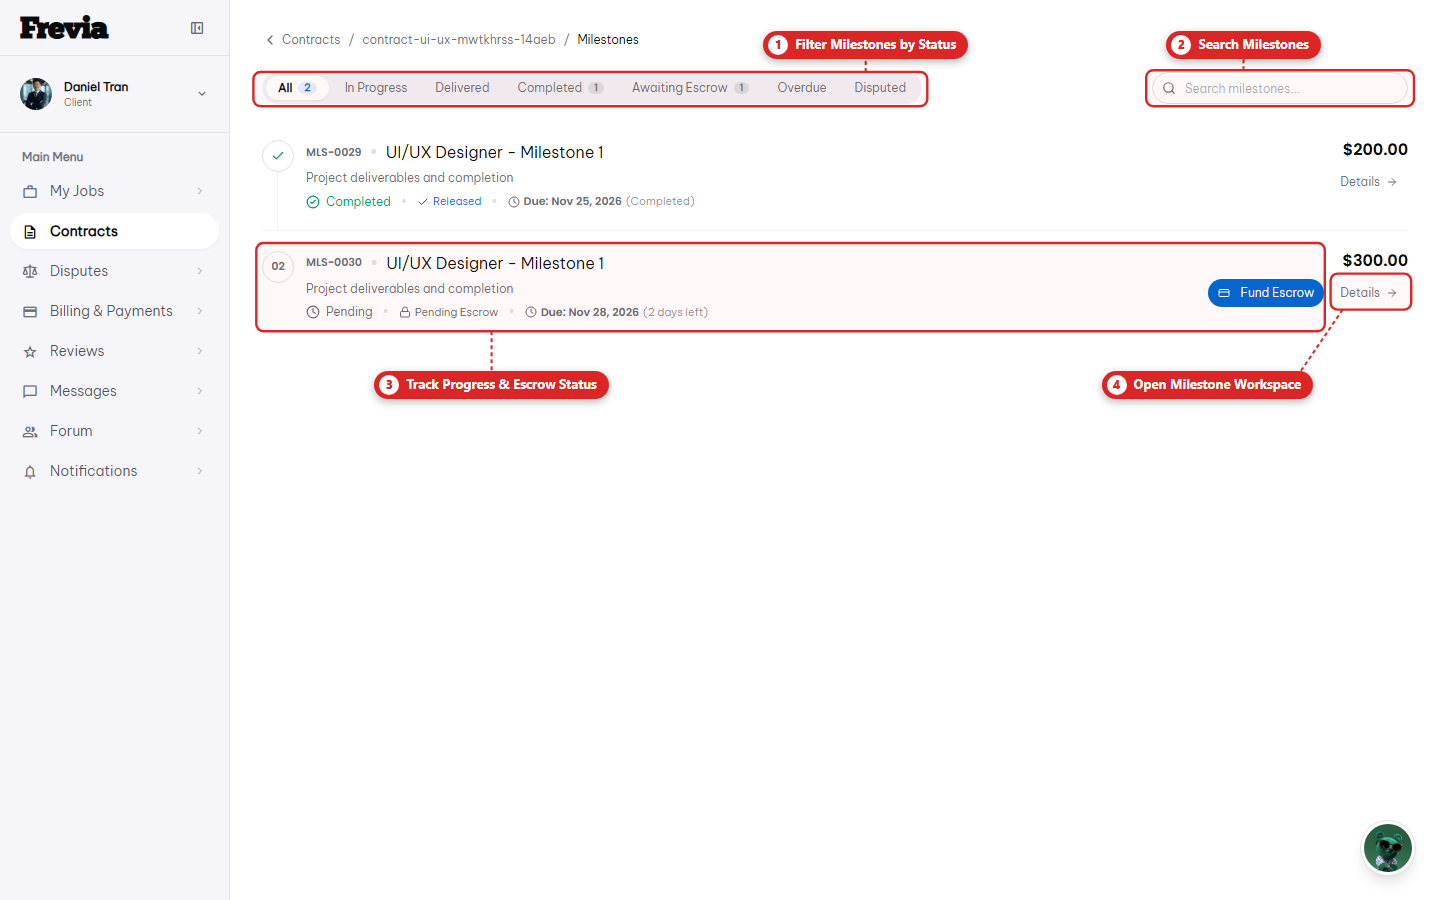 Frevia
Daniel Tran
Client
Main Menu
My Jobs
Contracts
Disputes
Billing & Payments
Reviews
Messages
Forum
Notifications
Contracts / contract-ui-ux-mwtkhrss-14aeb / Milestones
1 Filter Milestones by Status
2 Search Milestones
All 2 In Progress Delivered Completed 1 Awaiting Escrow 1 Overdue Disputed
Search milestones...
MLS-0029 UI/UX Designer - Milestone 1
$200.00
Project deliverables and completion
Details
Completed Released Due: Nov 25, 2026 (Completed)
02 MLS-0030 UI/UX Designer - Milestone 1
$300.00
Project deliverables and completion
Fund Escrow
Details
Pending Pending Escrow Due: Nov 28, 2026 (2 days left)
3 Track Progress & Escrow Status
4 Open Milestone Workspace